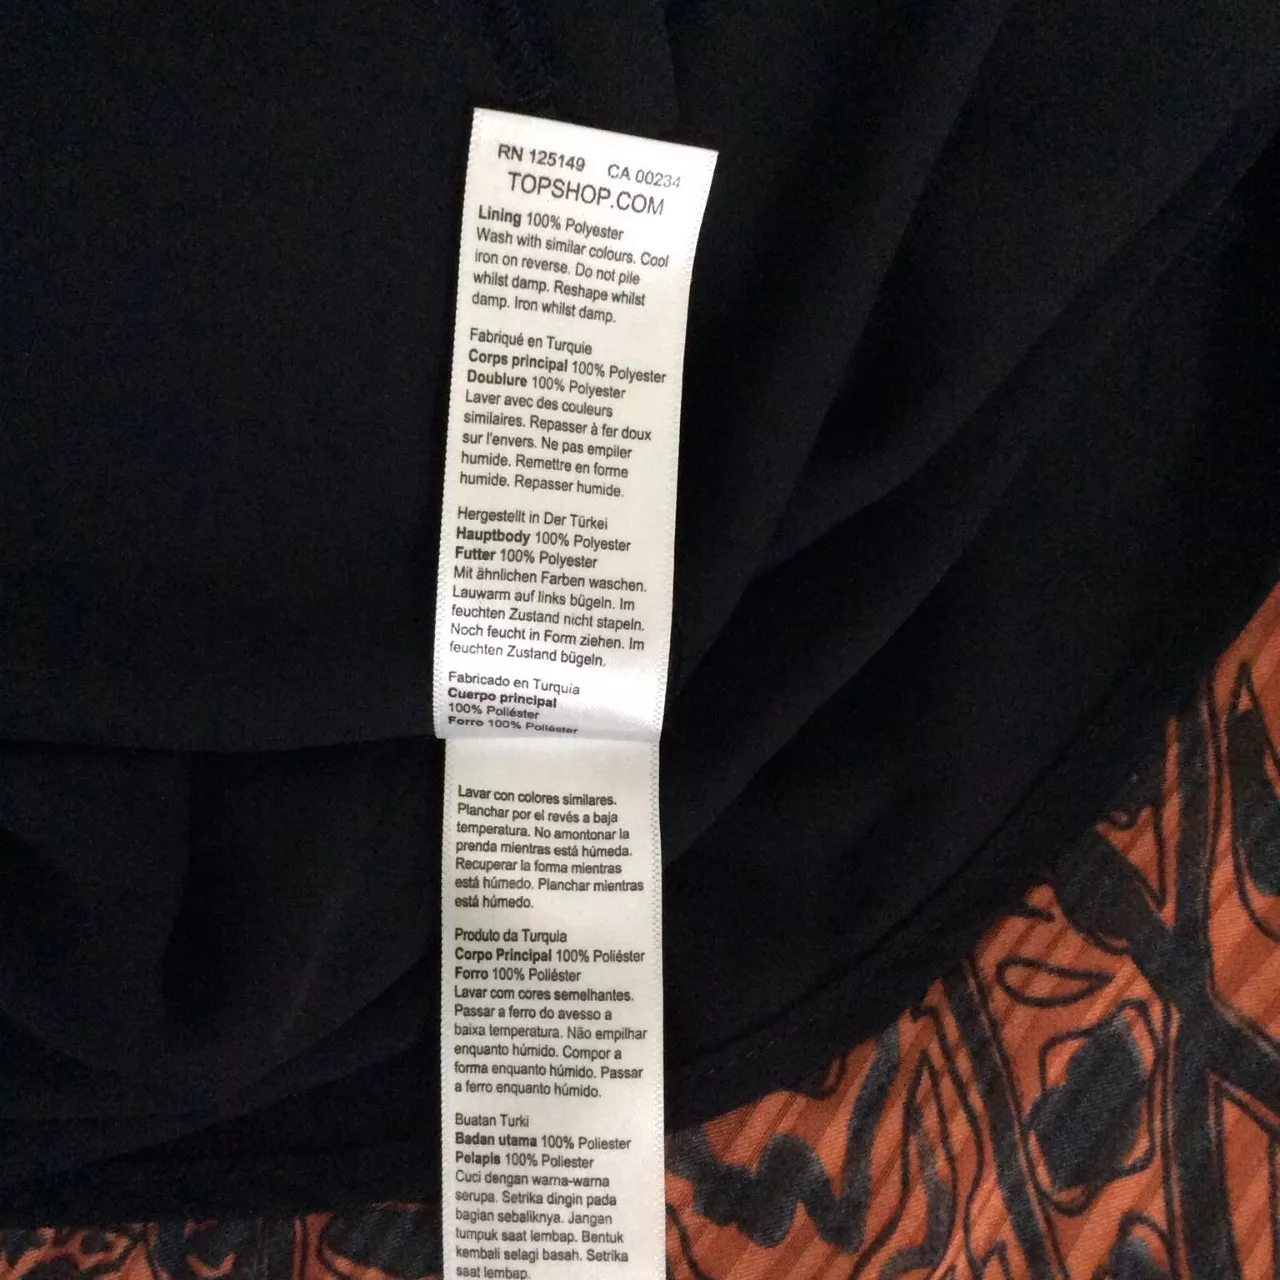 RN 125149 CA 00234
TOPSHOP.COM
Lining 100% Polyester
Wash with similar colours. Cool
iron on reverse. Do not pile
whilst damp. Reshape whilst
damp. Iron whilst damp.
Fabriqué en Turquie
Corps principal 100% Polyester
Doublure 100% Polyester
Laver avec des couleurs
similaires. Repasser à fer doux
sur l'envers. Ne pas empiler
humide. Remettre en forme
humide. Repasser humide.
Hergestellt in Der Türkei
Hauptbody 100% Polyester
Futter 100% Polyester
Mit ähnlichen Farben waschen.
Lauwarm auf links bügeln. Im
feuchten Zustand nicht stapeln.
Noch feucht in Form ziehen. Im
feuchten Zustand bügeln.
Fabricado en Turquia
Cuerpo principal
100% Poliéster
Forro 100% Poliéster
Lavar con colores similares.
Planchar por el revés a baja
temperatura. No amontonar la
prenda mientras está húmeda.
Recuperar la forma mientras
está húmedo. Planchar mientras
está húmedo.
Produto da Turquia
Corpo Principal 100% Poliéster
Forro 100% Poliéster
Lavar com cores semelhantes.
Passar a ferro do avesso a
baixa temperatura. Não empilhar
enquanto húmido. Compor a
forma enquanto húmido. Passar
a ferro enquanto húmido.
Buatan Turki
Badan utama 100% Poliester
Pelapis 100% Poliester
Cuci dengan warna-warna
serupa. Setrika dingin pada
bagian sebaliknya. Jangan
tumpuk saat lembap. Bentuk
kembali selagi basah. Setrika
saat lembap.